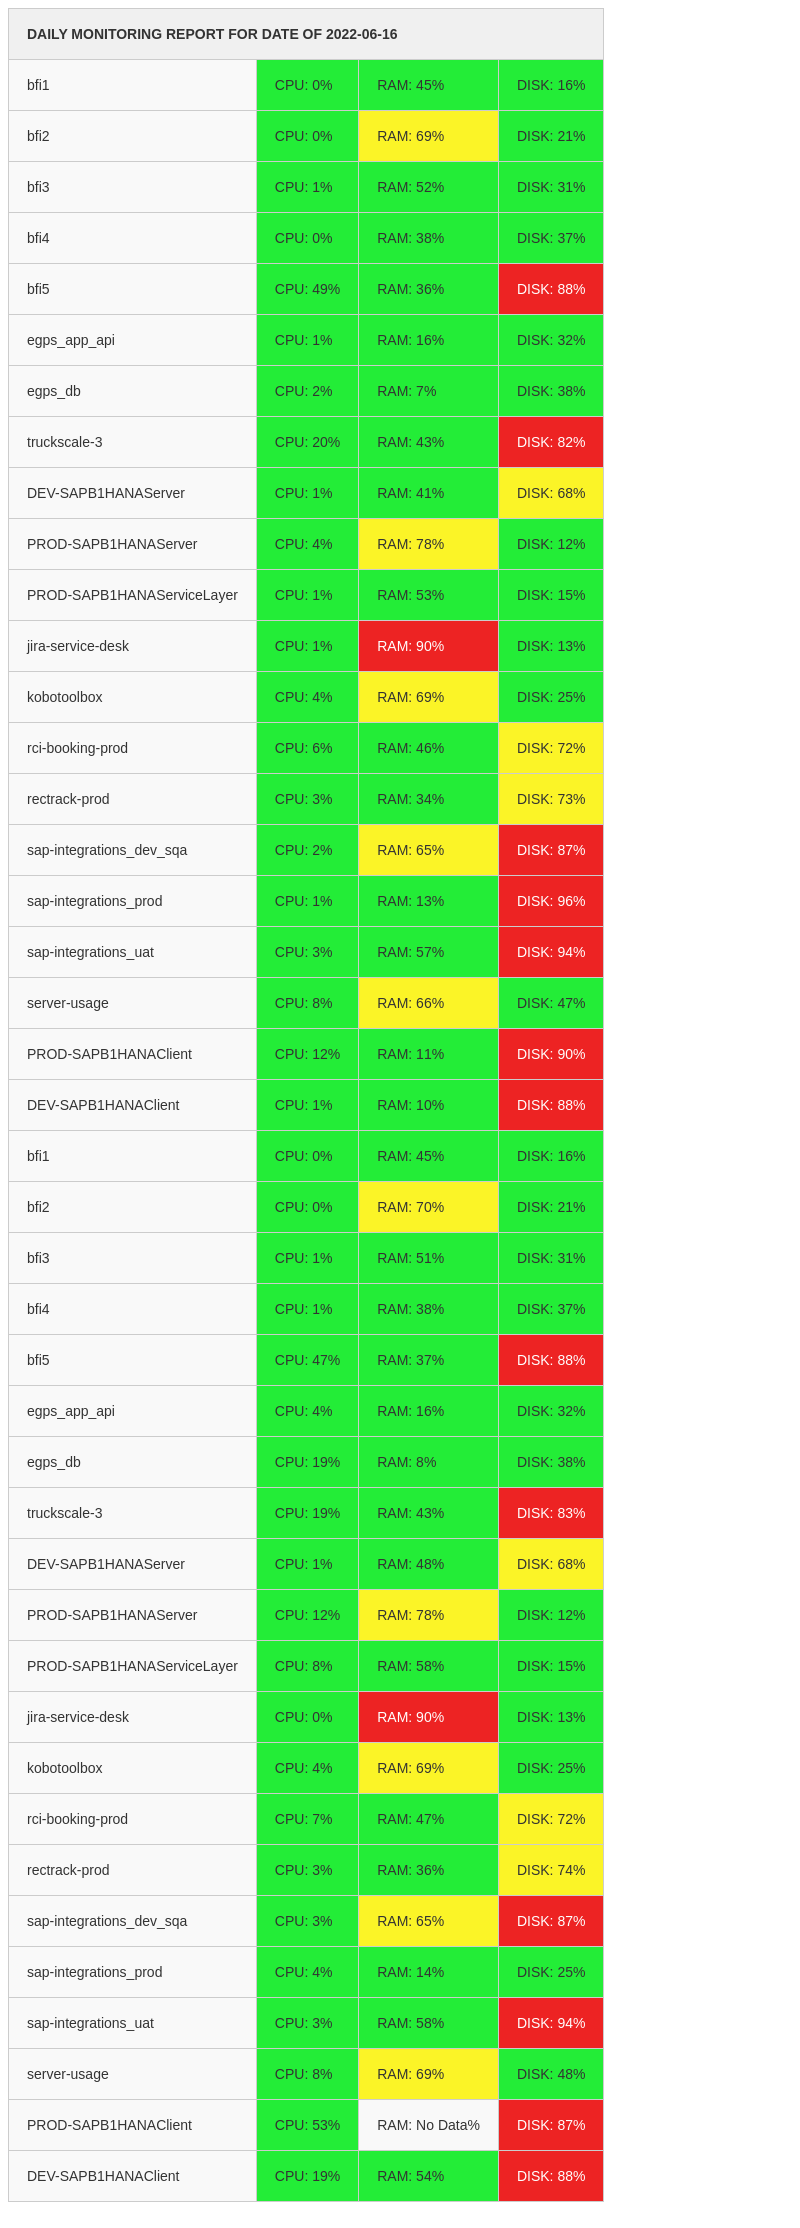 DAILY MONITORING REPORT FOR DATE OF 2022-06-16
bfi1 CPU: 0% RAM: 45% DISK: 16%
bfi2 CPU: 0% RAM: 69% DISK: 21%
bfi3 CPU: 1% RAM: 52% DISK: 31%
bfi4 CPU: 0% RAM: 38% DISK: 37%
bfi5 CPU: 49% RAM: 36% DISK: 88%
egps_app_api CPU: 1% RAM: 16% DISK: 32%
egps_db CPU: 2% RAM: 7% DISK: 38%
truckscale-3 CPU: 20% RAM: 43% DISK: 82%
DEV-SAPB1HANAServer CPU: 1% RAM: 41% DISK: 68%
PROD-SAPB1HANAServer CPU: 4% RAM: 78% DISK: 12%
PROD-SAPB1HANAServiceLayer CPU: 1% RAM: 53% DISK: 15%
jira-service-desk CPU: 1% RAM: 90% DISK: 13%
kobotoolbox CPU: 4% RAM: 69% DISK: 25%
rci-booking-prod CPU: 6% RAM: 46% DISK: 72%
rectrack-prod CPU: 3% RAM: 34% DISK: 73%
sap-integrations_dev_sqa CPU: 2% RAM: 65% DISK: 87%
sap-integrations_prod CPU: 1% RAM: 13% DISK: 96%
sap-integrations_uat CPU: 3% RAM: 57% DISK: 94%
server-usage CPU: 8% RAM: 66% DISK: 47%
PROD-SAPB1HANAClient CPU: 12% RAM: 11% DISK: 90%
DEV-SAPB1HANAClient CPU: 1% RAM: 10% DISK: 88%
bfi1 CPU: 0% RAM: 45% DISK: 16%
bfi2 CPU: 0% RAM: 70% DISK: 21%
bfi3 CPU: 1% RAM: 51% DISK: 31%
bfi4 CPU: 1% RAM: 38% DISK: 37%
bfi5 CPU: 47% RAM: 37% DISK: 88%
egps_app_api CPU: 4% RAM: 16% DISK: 32%
egps_db CPU: 19% RAM: 8% DISK: 38%
truckscale-3 CPU: 19% RAM: 43% DISK: 83%
DEV-SAPB1HANAServer CPU: 1% RAM: 48% DISK: 68%
PROD-SAPB1HANAServer CPU: 12% RAM: 78% DISK: 12%
PROD-SAPB1HANAServiceLayer CPU: 8% RAM: 58% DISK: 15%
jira-service-desk CPU: 0% RAM: 90% DISK: 13%
kobotoolbox CPU: 4% RAM: 69% DISK: 25%
rci-booking-prod CPU: 7% RAM: 47% DISK: 72%
rectrack-prod CPU: 3% RAM: 36% DISK: 74%
sap-integrations_dev_sqa CPU: 3% RAM: 65% DISK: 87%
sap-integrations_prod CPU: 4% RAM: 14% DISK: 25%
sap-integrations_uat CPU: 3% RAM: 58% DISK: 94%
server-usage CPU: 8% RAM: 69% DISK: 48%
PROD-SAPB1HANAClient CPU: 53% RAM: No Data% DISK: 87%
DEV-SAPB1HANAClient CPU: 19% RAM: 54% DISK: 88%